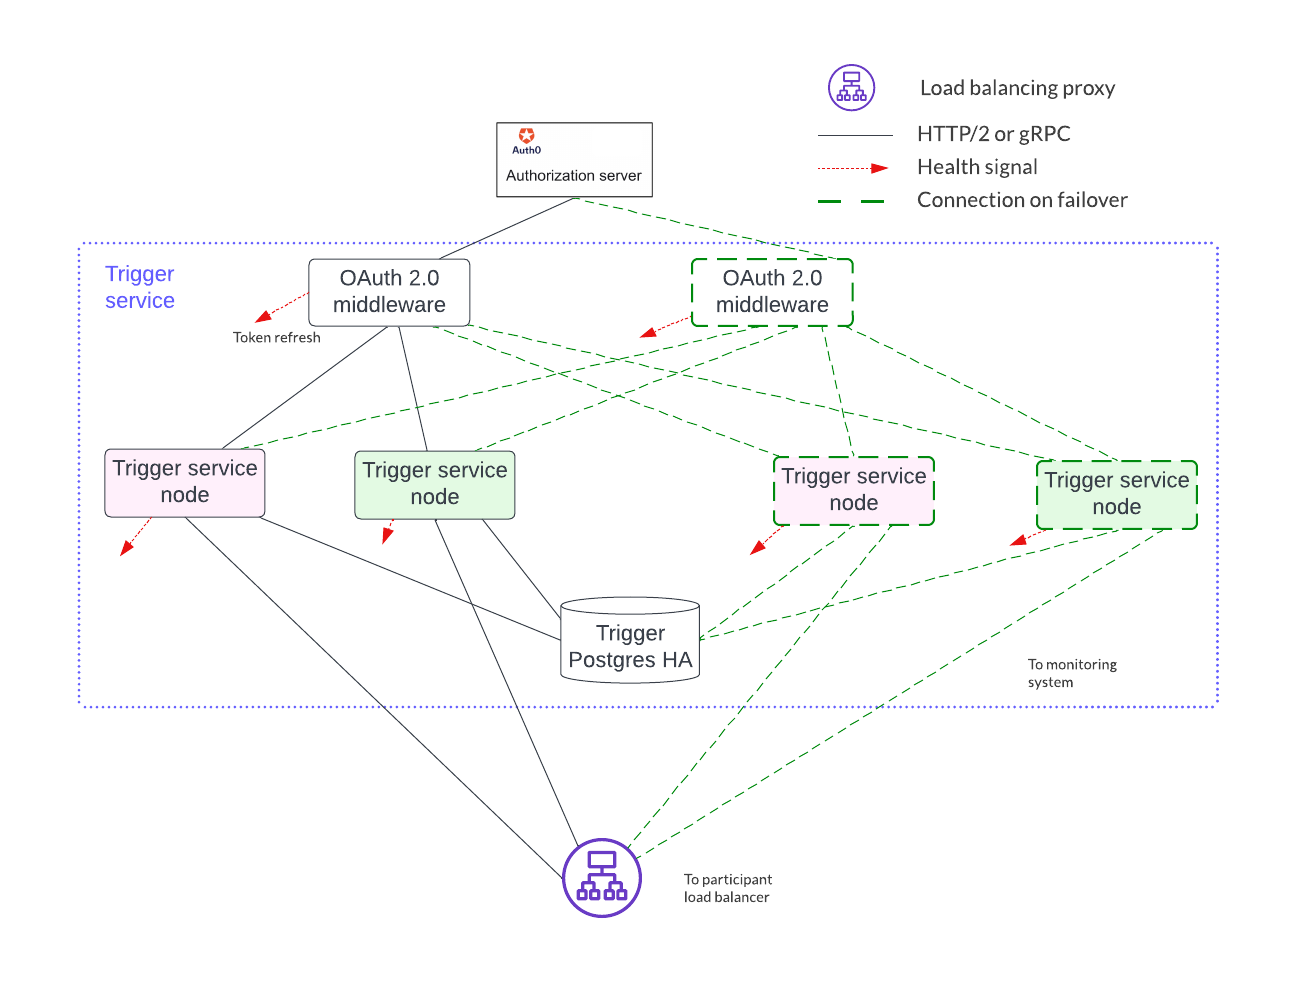 Load balancing proxy
HTTP/2 or gRPC
Health signal
Connection on failover
Auth0
Authorization server
Trigger
service
OAuth 2.0
middleware
OAuth 2.0
middleware
Token refresh
Trigger service
node
Trigger service
node
Trigger service
node
Trigger service
node
Trigger
Postgres HA
To monitoring
system
To participant
load balancer